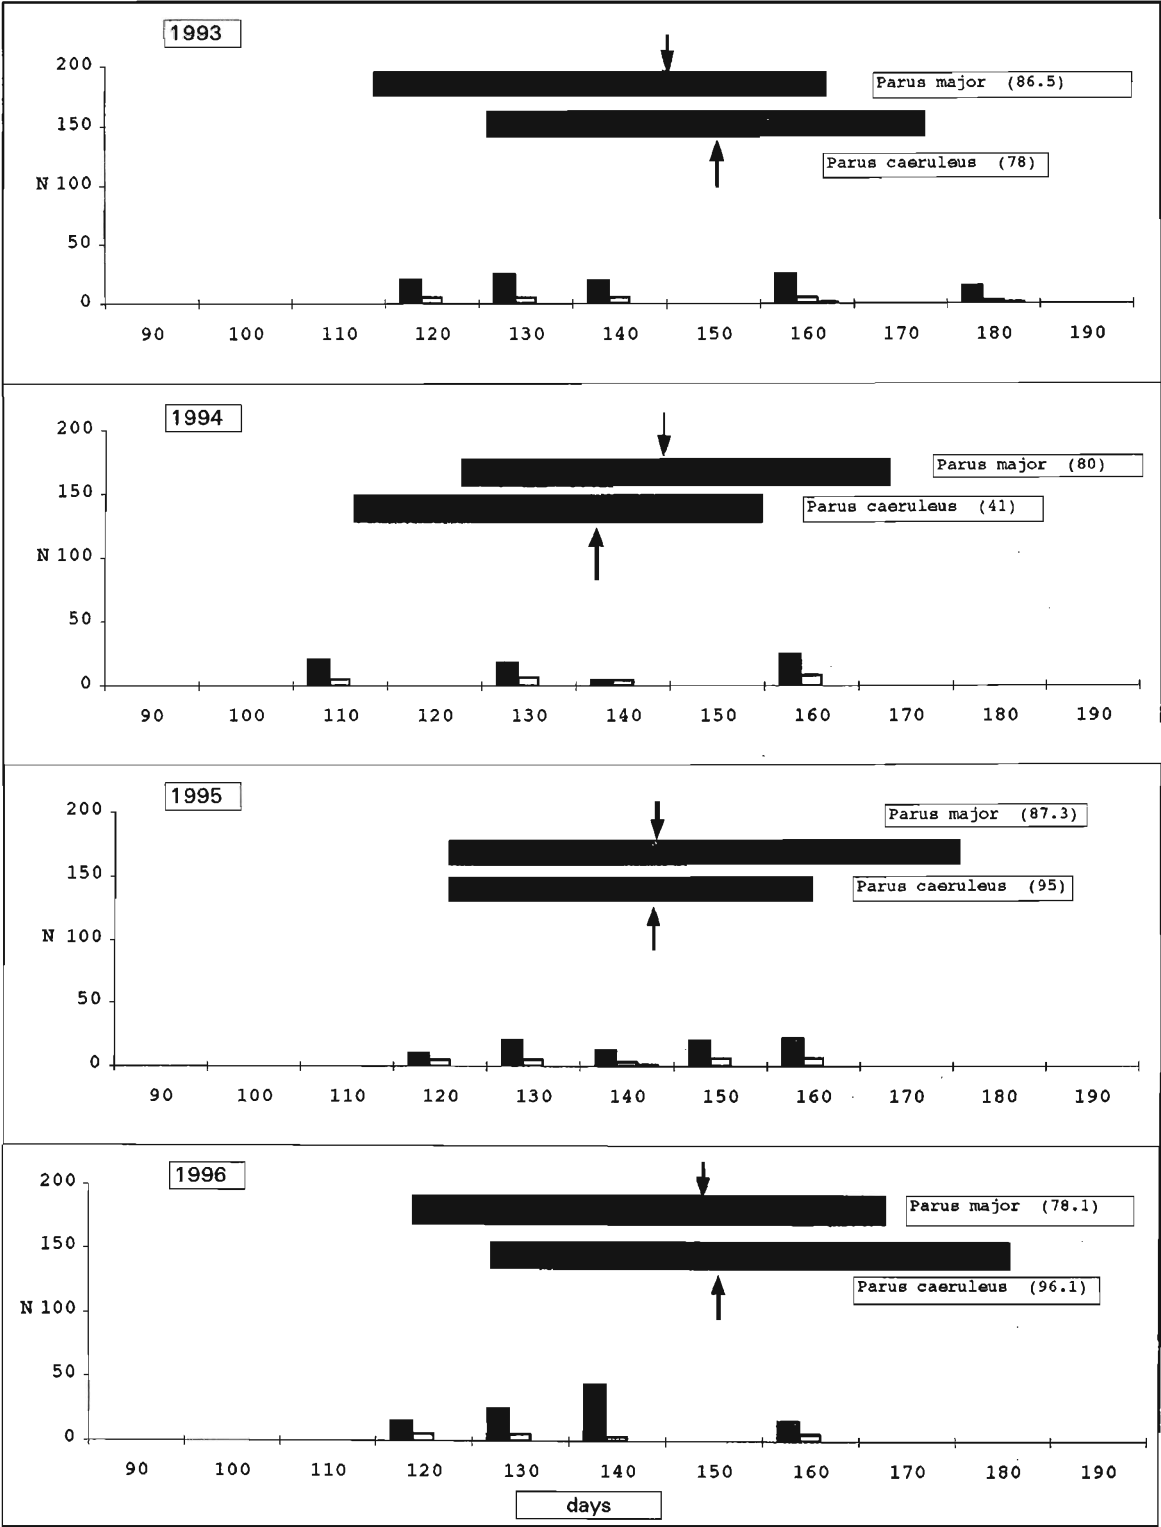 1993
200
Parus major (86.5)
150
Parus caeruleus (78)
N 100
50
0
90 100 110 120 130 140 150 160 170 180 190
1994
200
Parus major (80)
150
Parus caeruleus (41)
N 100
50
0
90 100 110 120 130 140 150 160 170 180 190
1995
200
Parus major (87.3)
150
Parus caeruleus (95)
N 100
50
0
90 100 110 120 130 140 150 160 170 180 190
1996
200
Parus major (78.1)
150
Parus caeruleus (96.1)
N 100
50
0
90 100 110 120 130 140 150 160 170 180 190
days